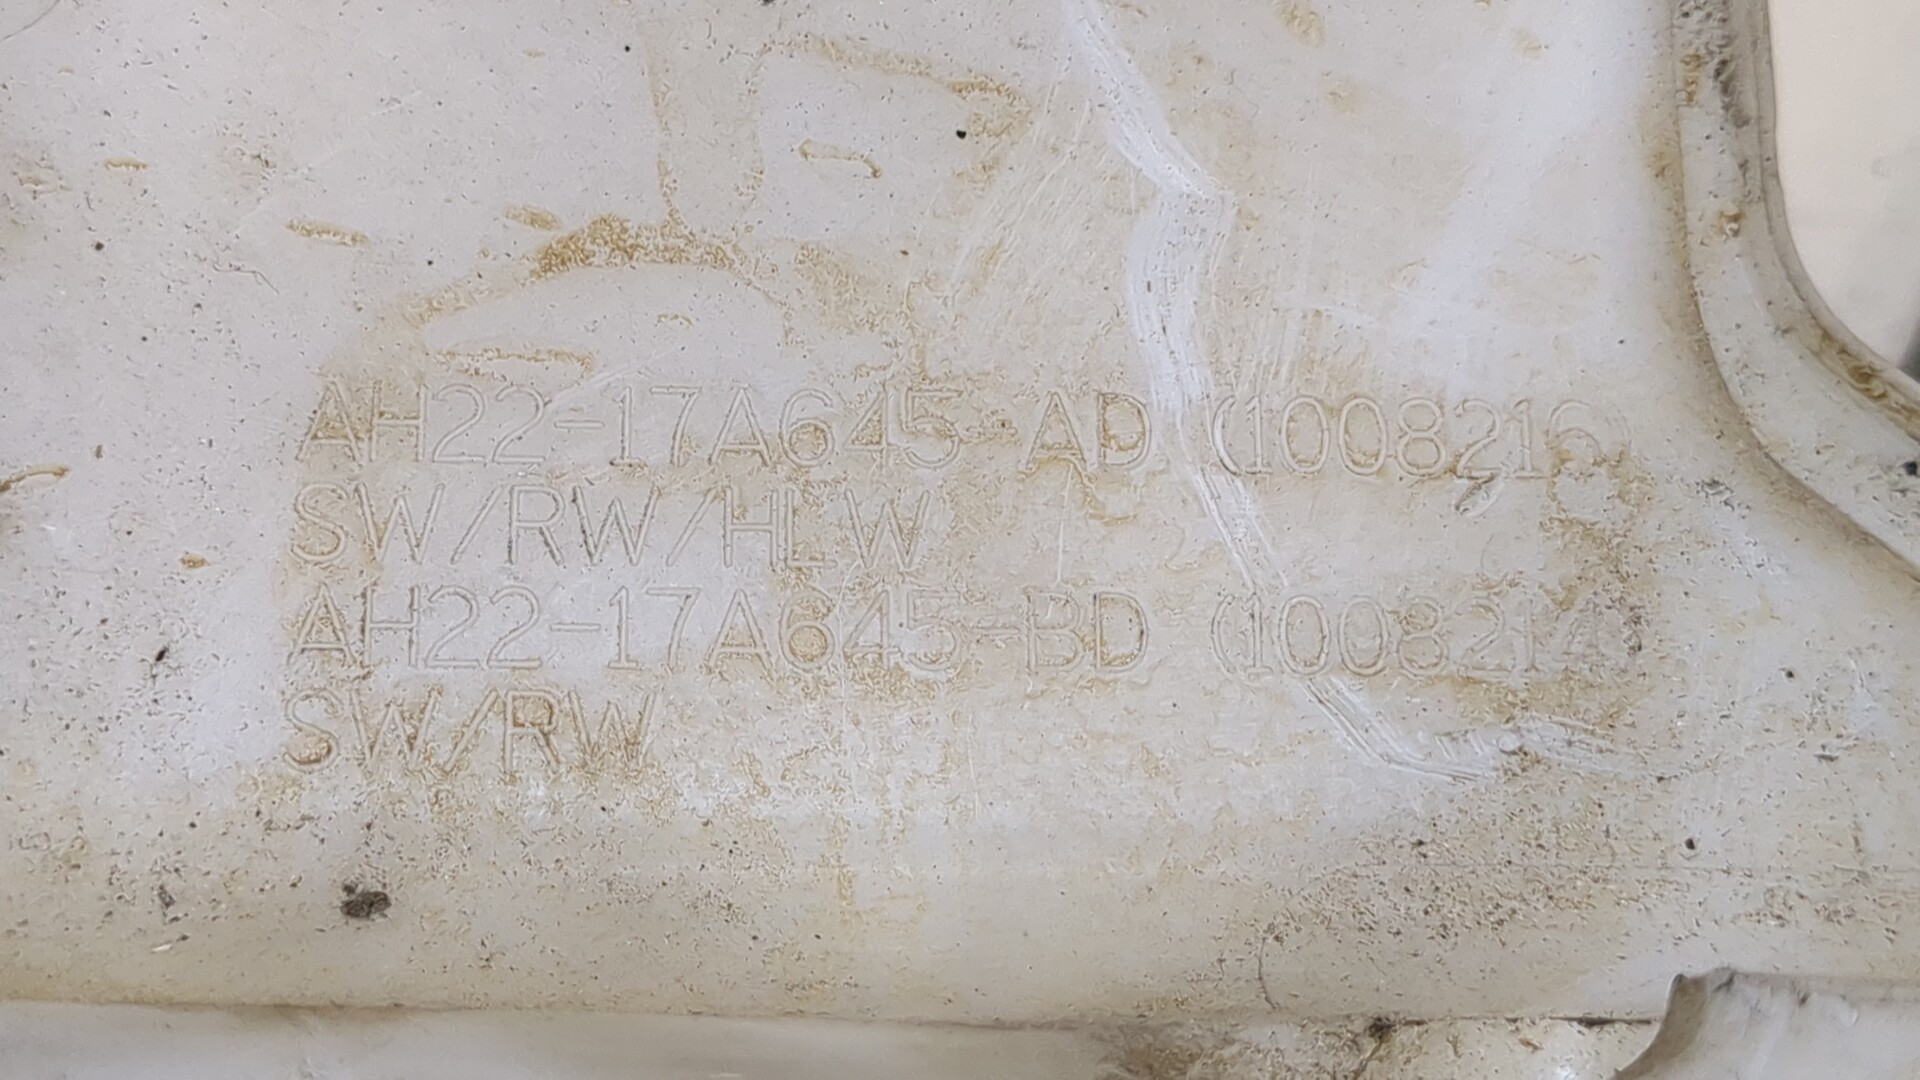 AH22-17A645-AD (1008216)
SW/RW/HLW
AH22-17A645-BD (1008214)
SW/RW